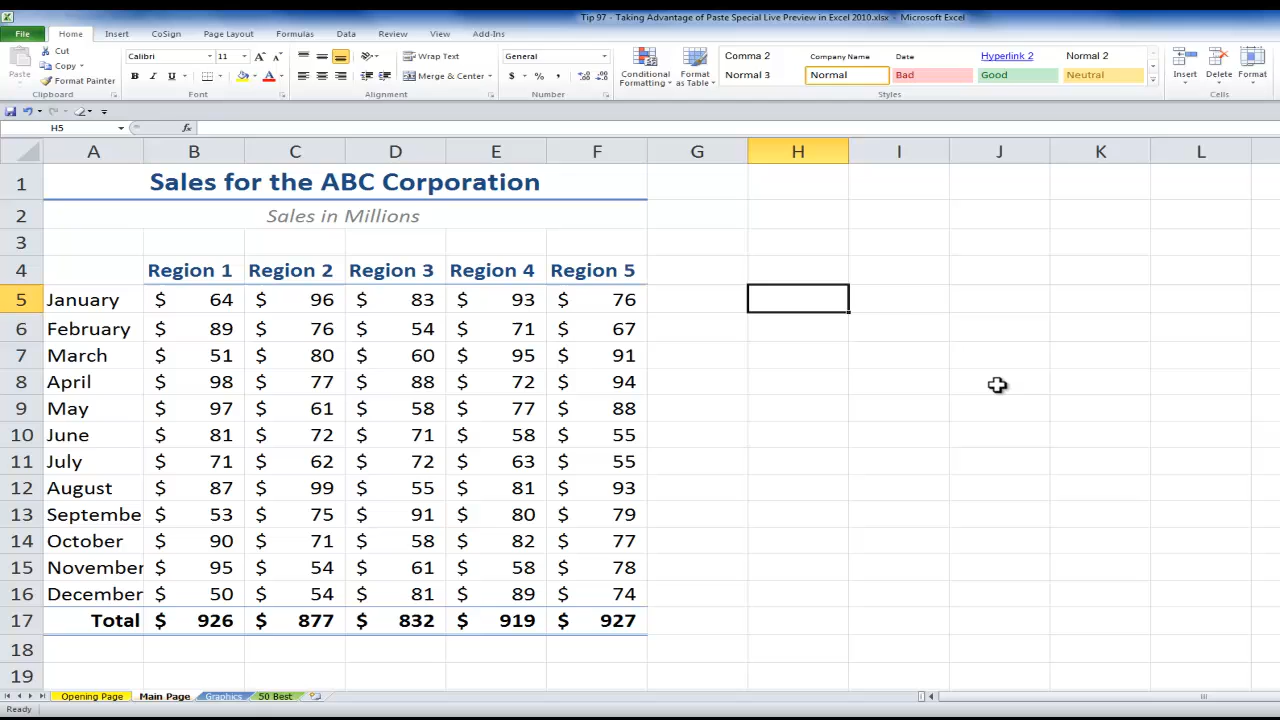 Tip 97 - Taking Advantage of Paste Special Live Preview in Excel 2010.xlsx - Microsoft Excel
File Home Insert CoSign Page Layout Formulas Data Review View Add-Ins
Paste
Cut
Copy
Format Painter
Clipboard
Calibri 11
B I U A
Font
Wrap Text
Merge & Center
Alignment
General
$ % ,
Number
Conditional Formatting
Format as Table
Comma 2 Company Name Date Hyperlink 2 Normal 2
Normal 3 Normal Bad Good Neutral
Styles
Insert Delete Format
Cells
H5 fx
A B C D E F G H I J K L
1 Sales for the ABC Corporation
2 Sales in Millions
3
4 Region 1 Region 2 Region 3 Region 4 Region 5
5 January $ 64 $ 96 $ 83 $ 93 $ 76
6 February $ 89 $ 76 $ 54 $ 71 $ 67
7 March $ 51 $ 80 $ 60 $ 95 $ 91
8 April $ 98 $ 77 $ 88 $ 72 $ 94
9 May $ 97 $ 61 $ 58 $ 77 $ 88
10 June $ 81 $ 72 $ 71 $ 58 $ 55
11 July $ 71 $ 62 $ 72 $ 63 $ 55
12 August $ 87 $ 99 $ 55 $ 81 $ 93
13 Septembe $ 53 $ 75 $ 91 $ 80 $ 79
14 October $ 90 $ 71 $ 58 $ 82 $ 77
15 November $ 95 $ 54 $ 61 $ 58 $ 78
16 December $ 50 $ 54 $ 81 $ 89 $ 74
17 Total $ 926 $ 877 $ 832 $ 919 $ 927
18
19
Opening Page Main Page Graphics 50 Best
Ready